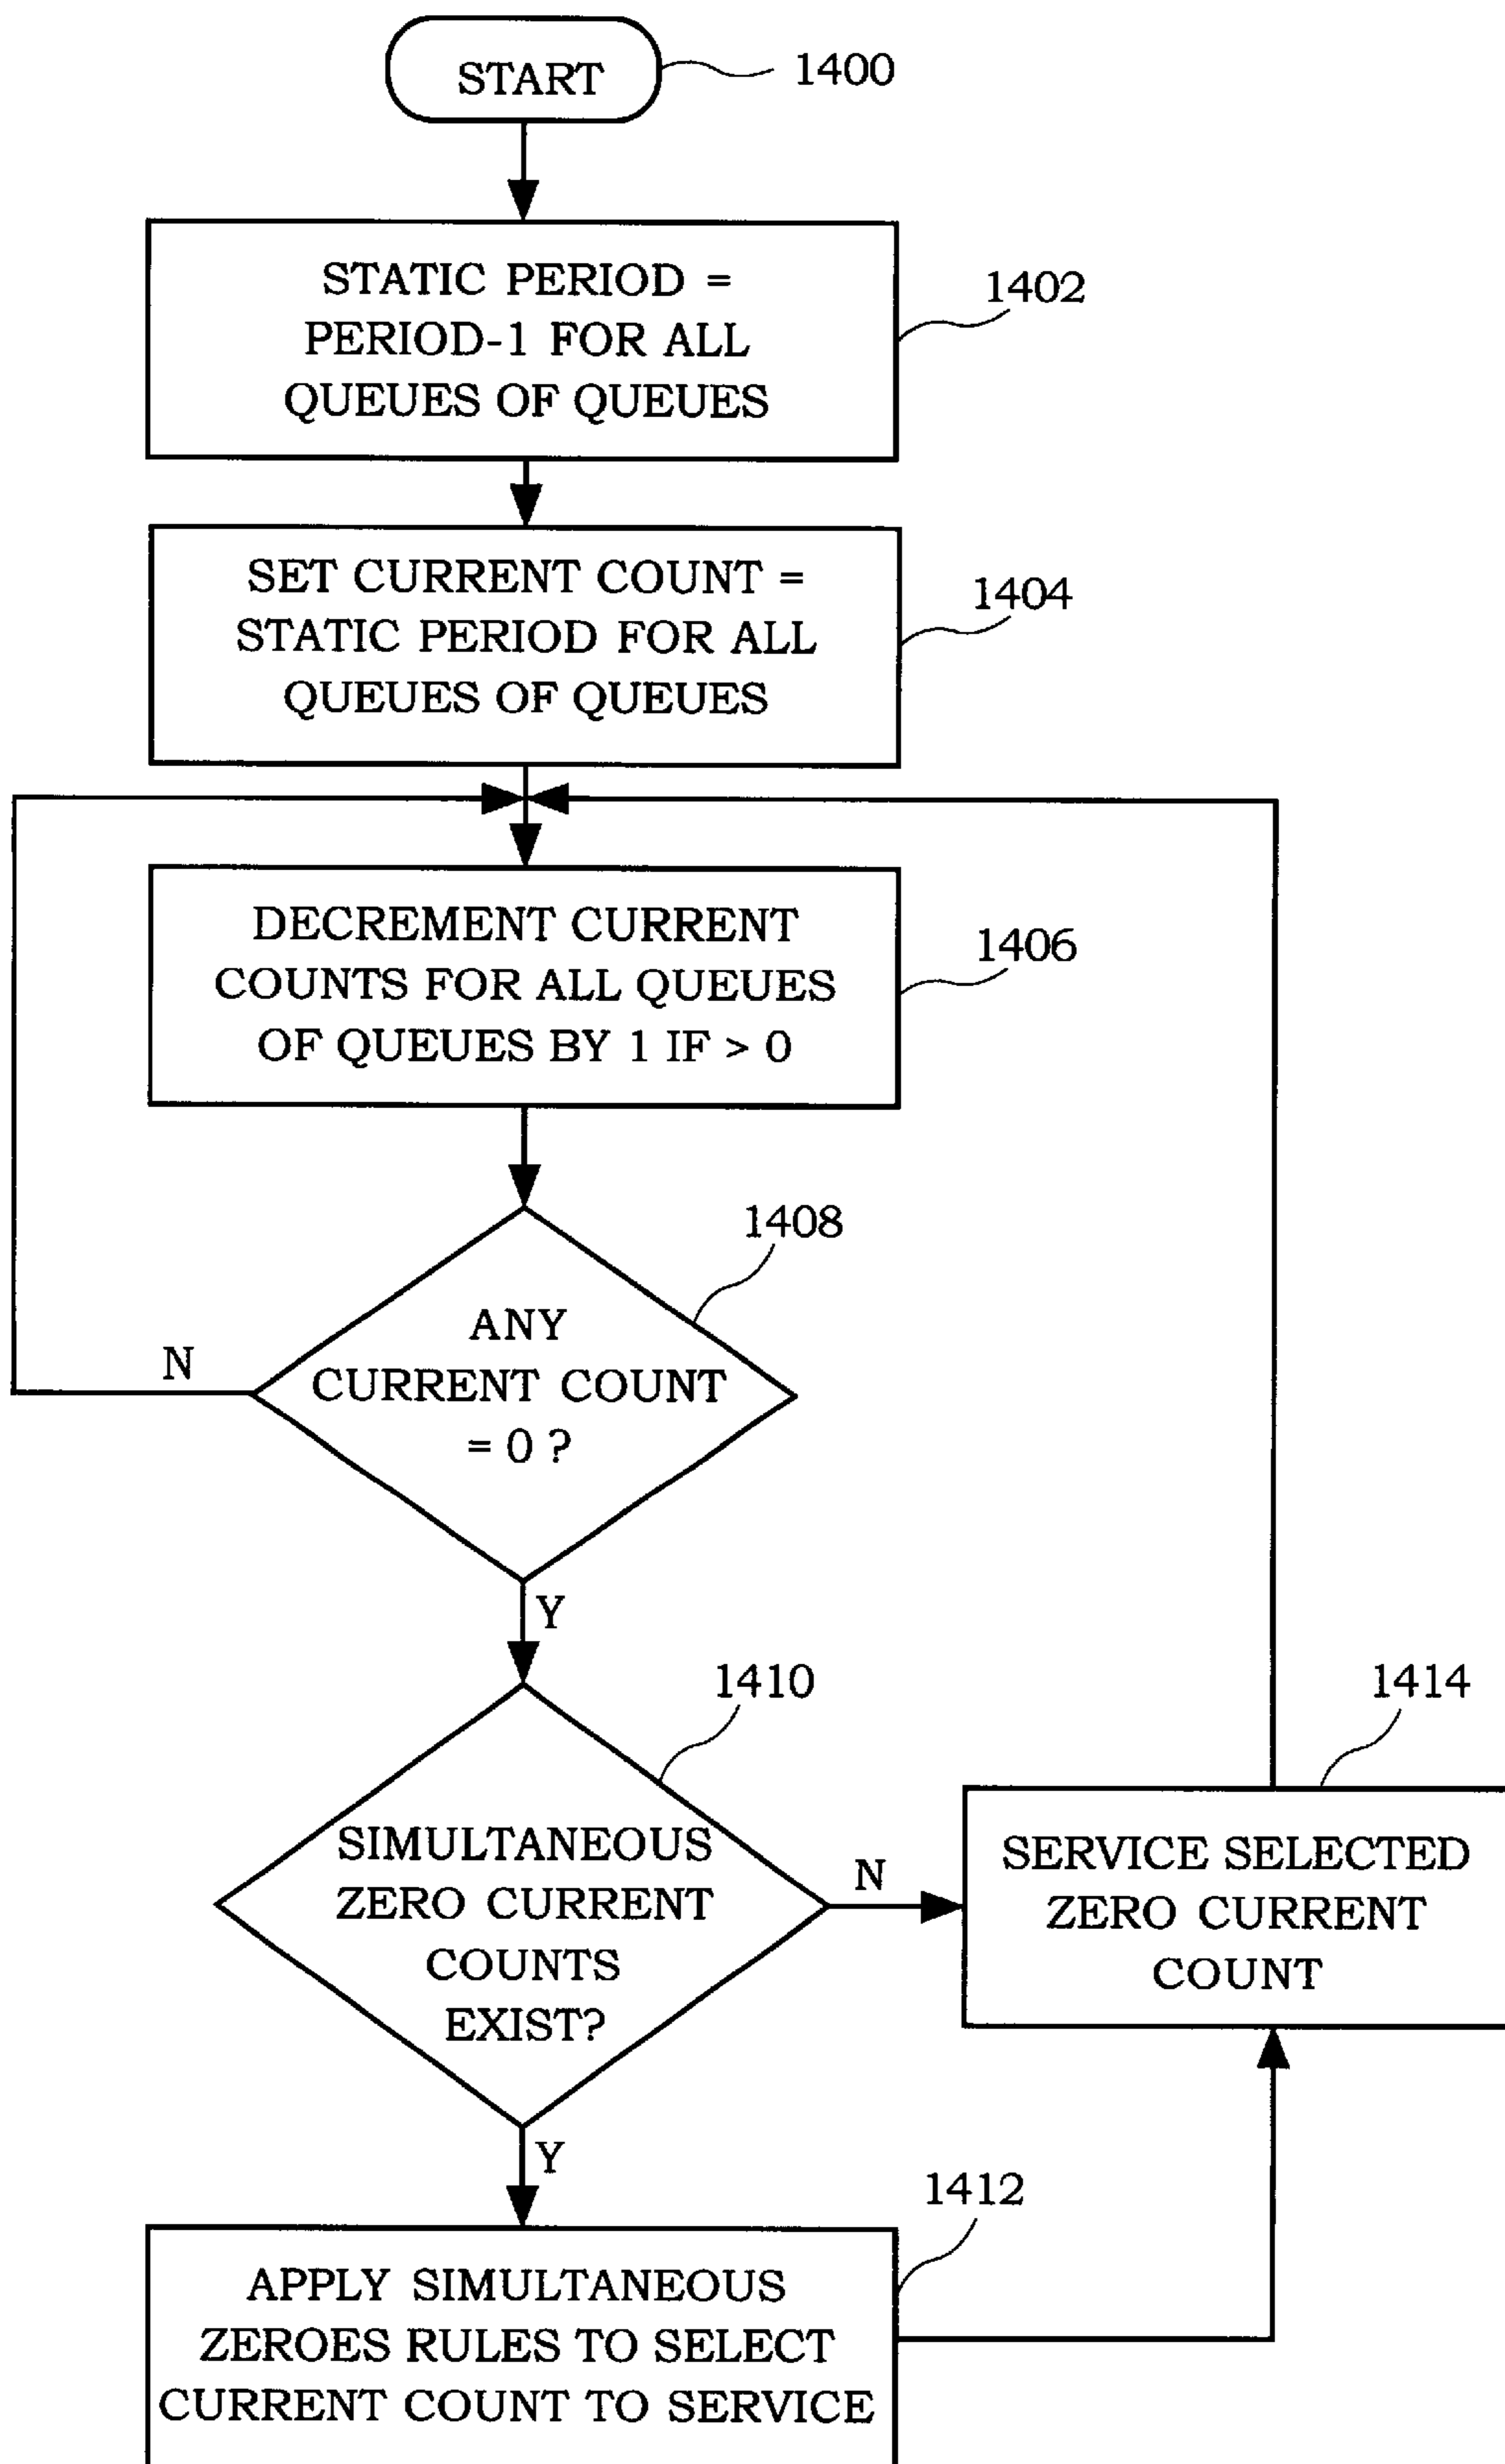 START
1400
STATIC PERIOD =
PERIOD-1 FOR ALL
QUEUES OF QUEUES
1402
SET CURRENT COUNT =
STATIC PERIOD FOR ALL
QUEUES OF QUEUES
1404
DECREMENT CURRENT
COUNTS FOR ALL QUEUES
OF QUEUES BY 1 IF > 0
1406
1408
ANY
CURRENT COUNT
= 0 ?
N
Y
1410
SIMULTANEOUS
ZERO CURRENT
COUNTS
EXIST?
N
1414
SERVICE SELECTED
ZERO CURRENT
COUNT
Y
1412
APPLY SIMULTANEOUS
ZEROES RULES TO SELECT
CURRENT COUNT TO SERVICE